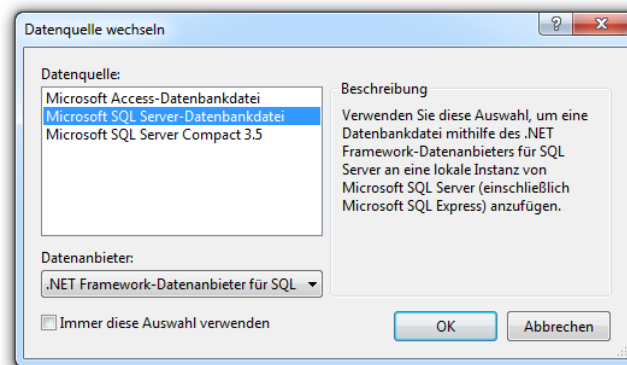 Datenquelle wechseln
Datenquelle:
Microsoft Access-Datenbankdatei
Microsoft SQL Server-Datenbankdatei
Microsoft SQL Server Compact 3.5
Beschreibung
Verwenden Sie diese Auswahl, um eine
Datenbankdatei mithilfe des .NET
Framework-Datenanbieters für SQL
Server an eine lokale Instanz von
Microsoft SQL Server (einschließlich
Microsoft SQL Express) anzufügen.
Datenanbieter:
.NET Framework-Datenanbieter für SQL
Immer diese Auswahl verwenden
OK
Abbrechen